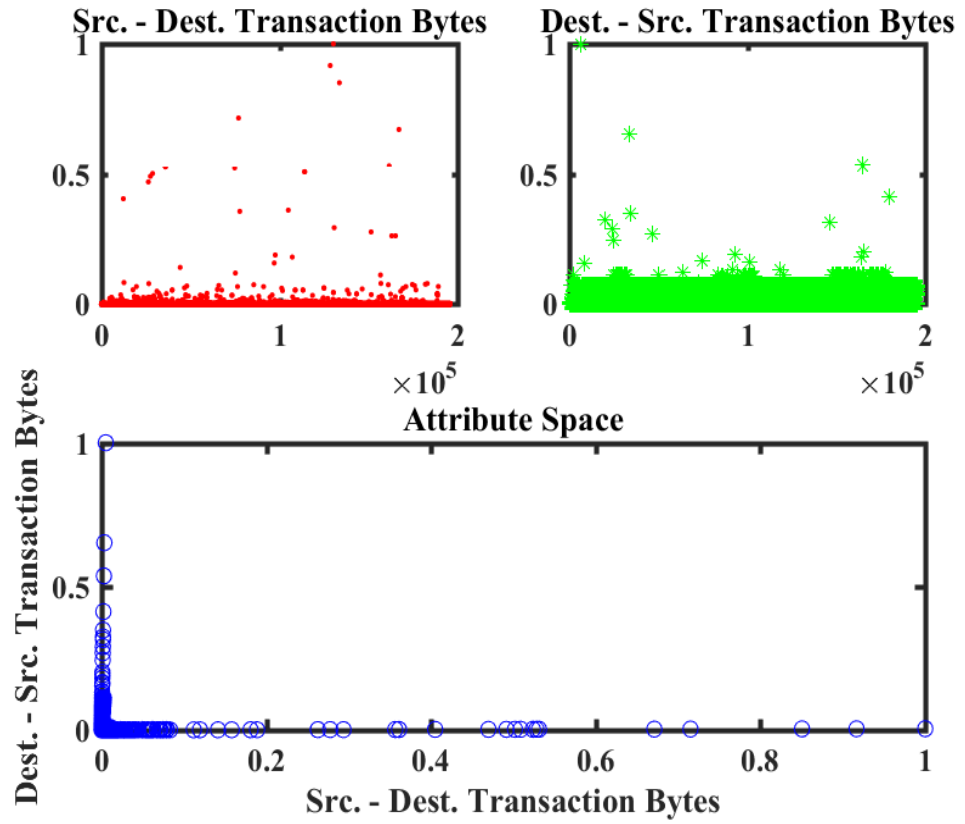 Src. - Dest. Transaction Bytes
1
0.5
0
0 1 2
×10^5
Dest. - Src. Transaction Bytes
1
0.5
0
0 1 2
×10^5
Attribute Space
Dest. - Src. Transaction Bytes
1
0.5
0
0 0.2 0.4 0.6 0.8 1
Src. - Dest. Transaction Bytes